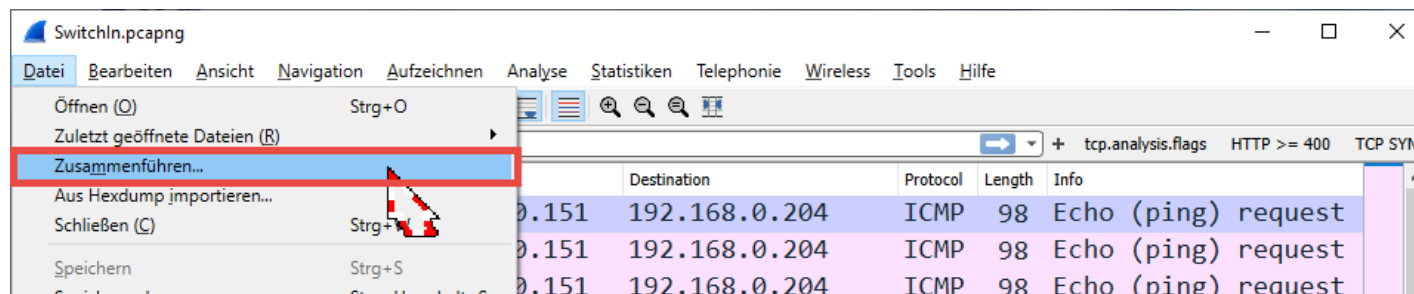 SwitchIn.pcapng
Datei Bearbeiten Ansicht Navigation Aufzeichnen Analyse Statistiken Telephonie Wireless Tools Hilfe
Öffnen (O) Strg+O
Zuletzt geöffnete Dateien (R)
+ tcp.analysis.flags HTTP >= 400 TCP SYN
Zusammenführen...
Destination Protocol Length Info
Aus Hexdump importieren...
0.151 192.168.0.204 ICMP 98 Echo (ping) request
Schließen (C) Strg+W
0.151 192.168.0.204 ICMP 98 Echo (ping) request
Speichern Strg+S
0.151 192.168.0.204 ICMP 98 Echo (ping) request